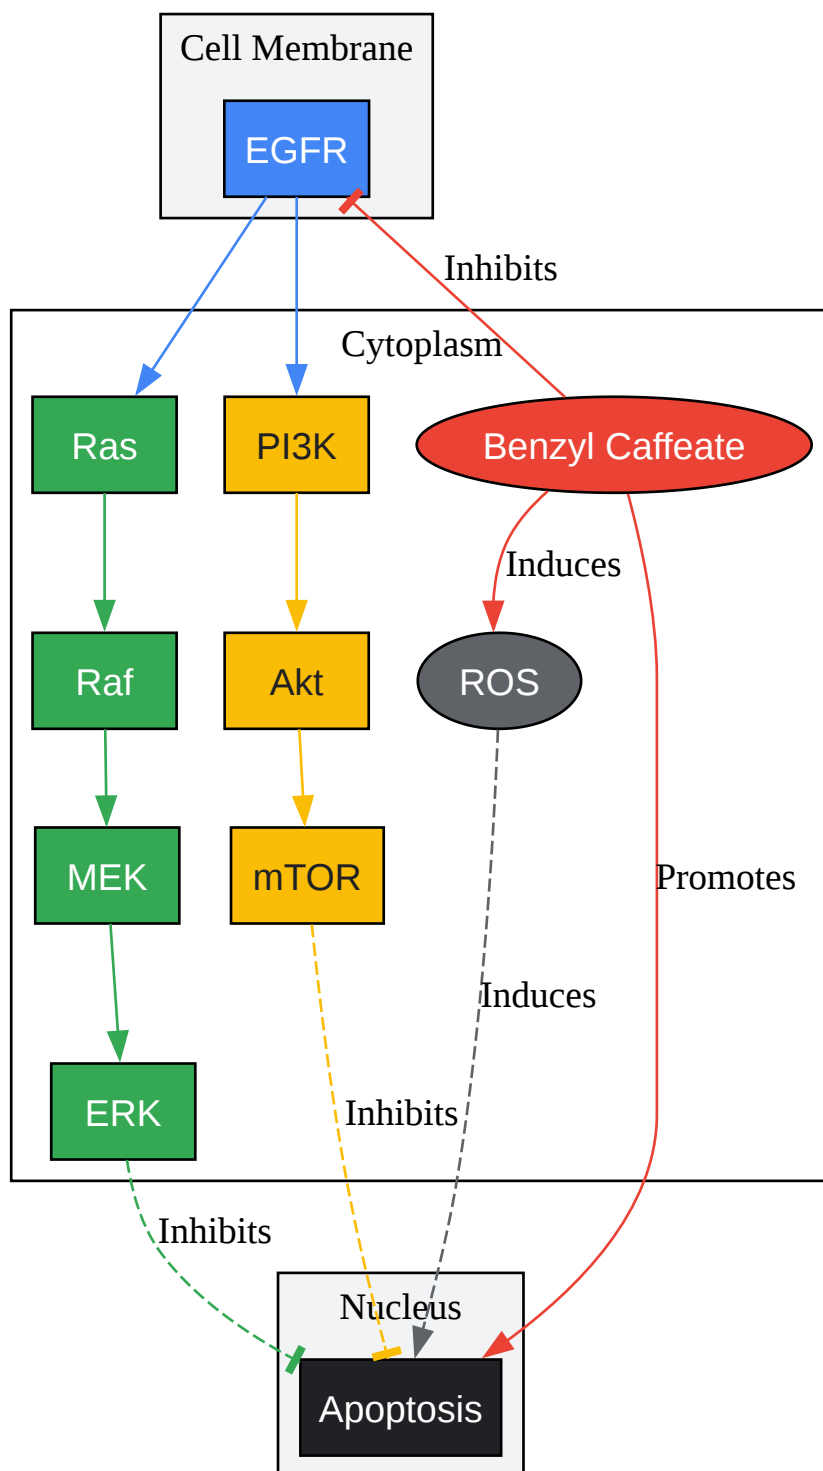 Cell Membrane
EGFR
Inhibits
Cytoplasm
Ras
PI3K
Benzyl Caffeate
Induces
Raf
Akt
ROS
MEK
mTOR
Promotes
Induces
ERK
Inhibits
Inhibits
Nucleus
Apoptosis